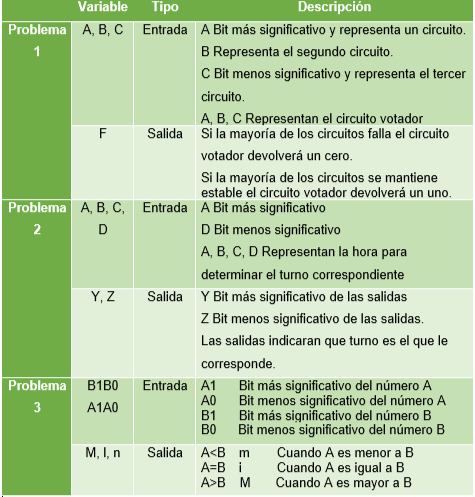 Variable Tipo Descripción
Problema 1 A, B, C Entrada A Bit más significativo y representa un circuito.
B Representa el segundo circuito.
C Bit menos significativo y representa el tercer
circuito.
A, B, C Representan el circuito votador
F Salida Si la mayoría de los circuitos falla el circuito
votador devolverá un cero.
Si la mayoría de los circuitos se mantiene
estable el circuito votador devolverá un uno.
Problema 2 A, B, C, D Entrada A Bit más significativo
D Bit menos significativo
A, B, C, D Representan la hora para
determinar el turno correspondiente
Y, Z Salida Y Bit más significativo de las salidas
Z Bit menos significativo de las salidas.
Las salidas indicaran que turno es el que le
corresponde.
Problema 3 B1B0 A1A0 Entrada A1 Bit más significativo del número A
A0 Bit menos significativo del número A
B1 Bit más significativo del número B
B0 Bit menos significativo del número B
M, I, n Salida A<B m Cuando A es menor a B
A=B i Cuando A es igual a B
A>B M Cuando A es mayor a B